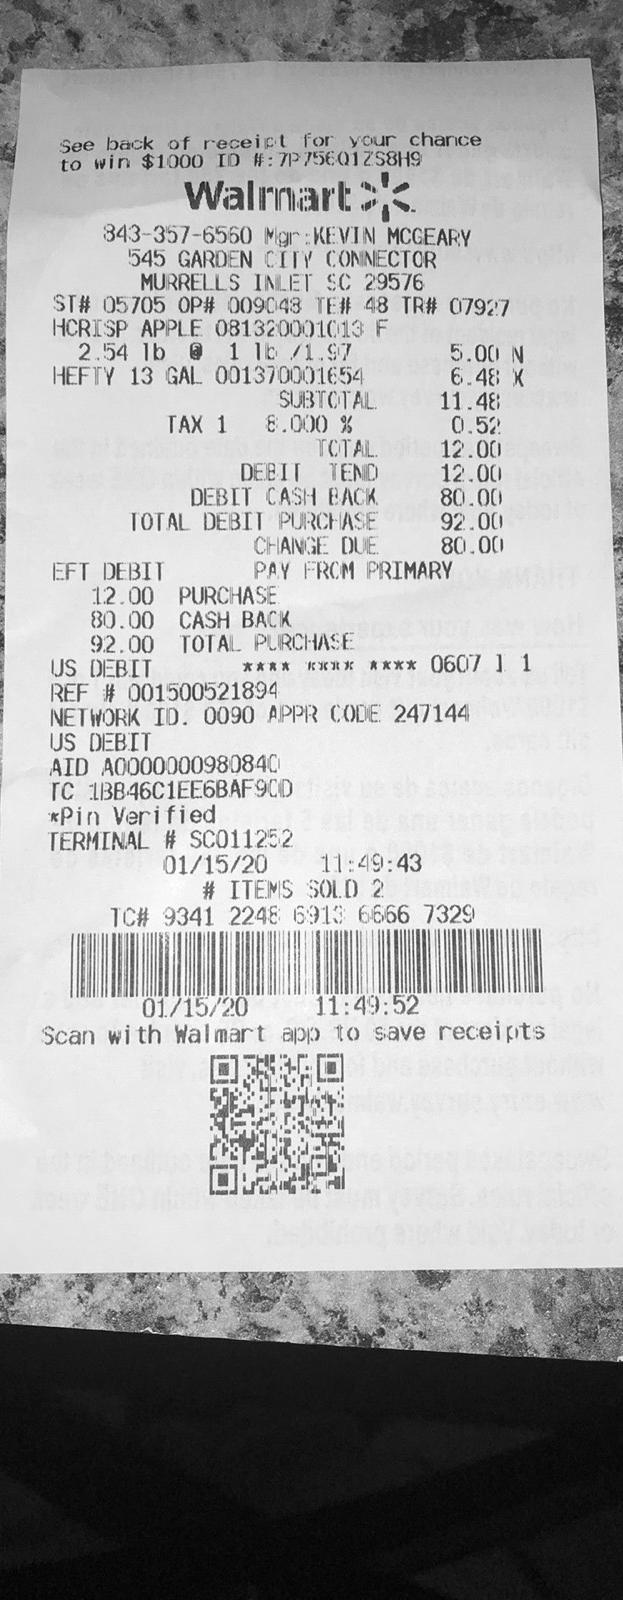 See back of receipt for your chance
to win $1000 ID #:7P756Q1ZS8H9
Walmart
843-357-6560 Mgr:KEVIN MCGEARY
545 GARDEN CITY CONNECTOR
MURRELLS INLET SC 29576
ST# 05705 OP# 009048 TE# 48 TR# 07927
HCRISP APPLE 081320001013 F
2.54 lb @ 1 lb /1.97 5.00 N
HEFTY 13 GAL 001370001654 6.48 X
SUBTOTAL 11.48
TAX 1 8.000 % 0.52
TOTAL 12.00
DEBIT TEND 12.00
DEBIT CASH BACK 80.00
TOTAL DEBIT PURCHASE 92.00
CHANGE DUE 80.00
EFT DEBIT PAY FROM PRIMARY
12.00 PURCHASE
80.00 CASH BACK
92.00 TOTAL PURCHASE
US DEBIT **** **** **** 0607 I 1
REF # 001500521894
NETWORK ID. 0090 APPR CODE 247144
US DEBIT
AID A0000000980840
TC 1BB46C1EE6BAF90D
*Pin Verified
TERMINAL # SC011252
01/15/20 11:49:43
# ITEMS SOLD 2
TC# 9341 2248 6913 6666 7329
01/15/20 11:49:52
Scan with Walmart app to save receipts